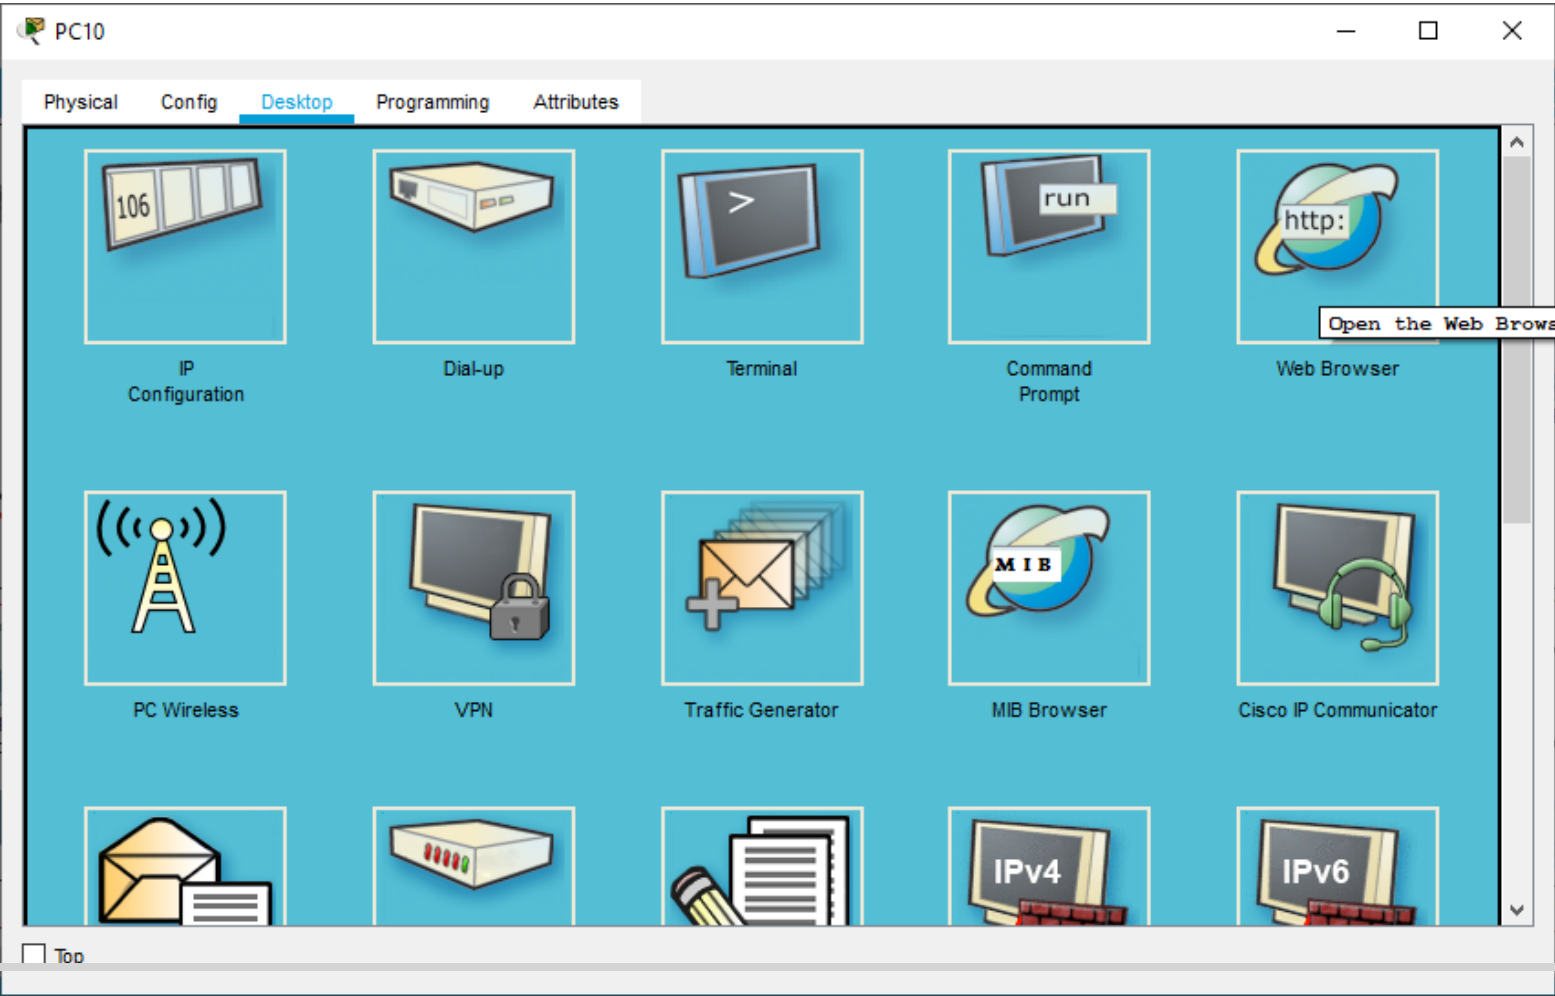 PC10
Physical Config Desktop Programming Attributes
106
>
run
http:
Open the Web Brows
IP
Configuration
Dial-up
Terminal
Command
Prompt
Web Browser
MIB
PC Wireless
VPN
Traffic Generator
MIB Browser
Cisco IP Communicator
IPv4
IPv6
Top